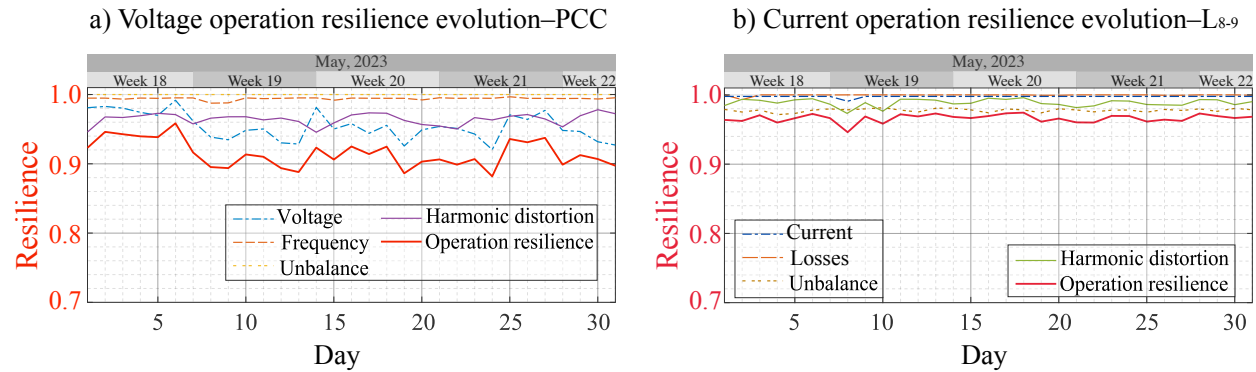 a) Voltage operation resilience evolution–PCC
May, 2023
Week 18 Week 19 Week 20 Week 21 Week 22
1.0
0.9
0.8
0.7
Resilience
Voltage
Frequency
Unbalance
Harmonic distortion
Operation resilience
5 10 15 20 25 30
Day
b) Current operation resilience evolution–L8-9
May, 2023
Week 18 Week 19 Week 20 Week 21 Week 22
1.0
0.9
0.8
0.7
Resilience
Current
Losses
Unbalance
Harmonic distortion
Operation resilience
5 10 15 20 25 30
Day